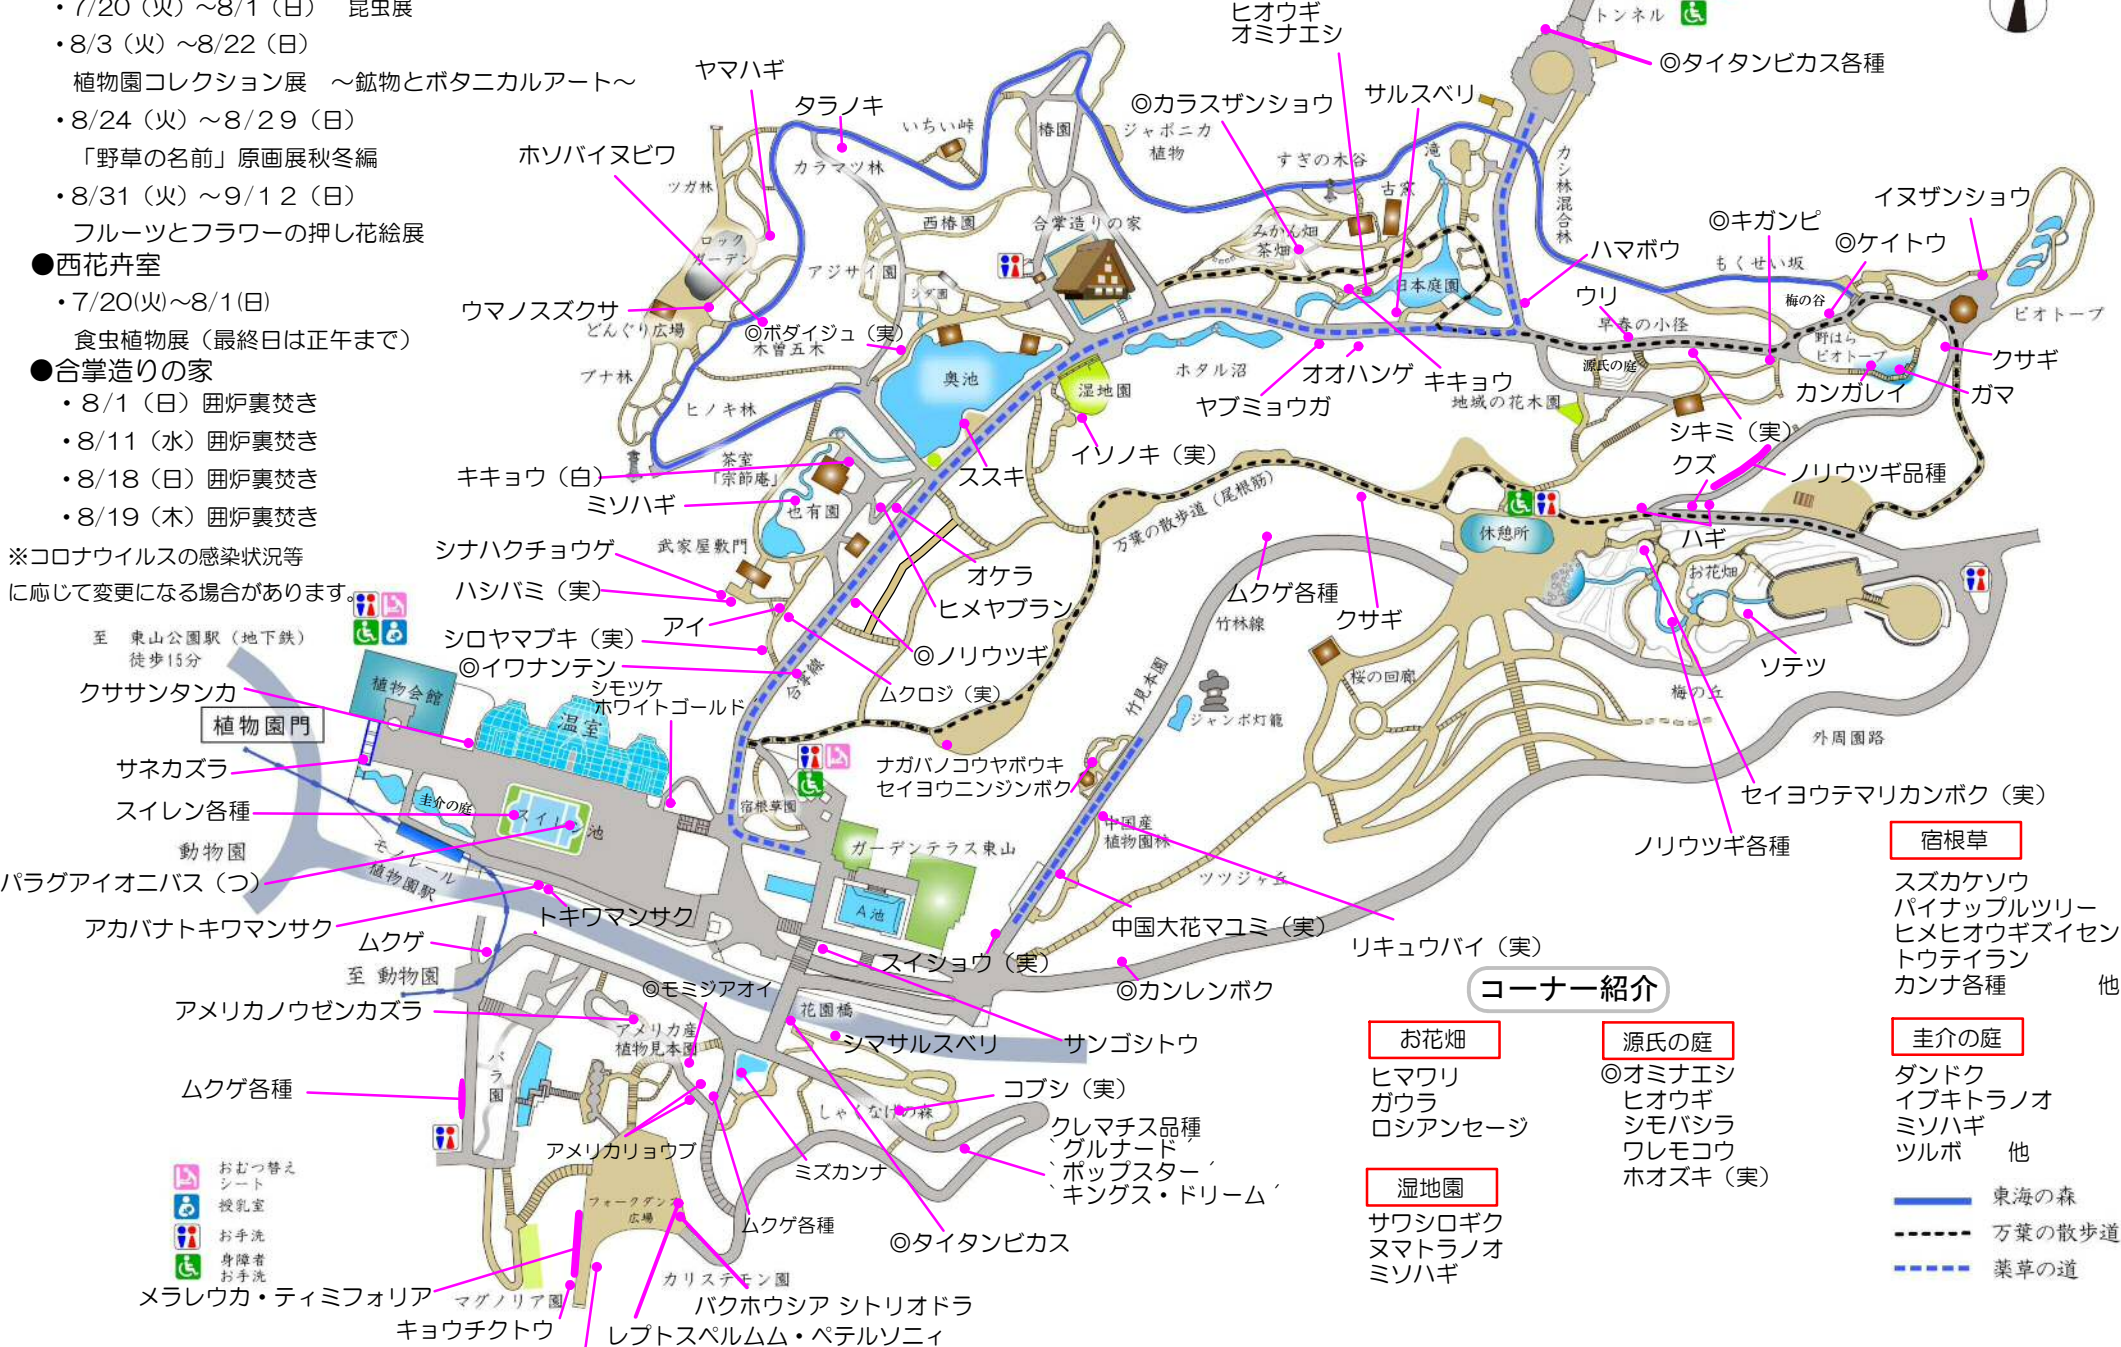 ・7/20（火）～8/1（日）　昆虫展
・8/3（火）～8/22（日）
植物園コレクション展　～鉱物とボタニカルアート～
・8/24（火）～8/29（日）
「野草の名前」原画展秋冬編
・8/31（火）～9/12（日）
フルーツとフラワーの押し花絵展
●西花卉室
・7/20(火)～8/1(日)
食虫植物展（最終日は正午まで）
●合掌造りの家
・8/1（日）囲炉裏焚き
・8/11（水）囲炉裏焚き
・8/18（日）囲炉裏焚き
・8/19（木）囲炉裏焚き
※コロナウイルスの感染状況等
に応じて変更になる場合があります。
ヒオウギ
オミナエシ
トンネル
◎タイタンビカス各種
ヤマハギ
タラノキ
いちい峠
椿園
ジャポニカ
植物
◎カラスザンショウ
サルスベリ
すぎの木谷
滝
古家
カシ林混合林
ホソバイヌビワ
ツガ林
カラマツ林
西椿園
合掌造りの家
みかん畑
茶畑
イヌザンショウ
◎キガンピ
◎ケイトウ
ハマボウ
もくせい坂
ロック
ガーデン
アジサイ園
シダ園
日本庭園
ウリ
梅の谷
ビオトープ
ウマノスズクサ
どんぐり広場
◎ボダイジュ（実）
木曽五木
早春の小径
野はら
ビオトープ
クサギ
ブナ林
奥池
湿地園
ホタル沼
オオハンゲ
キキョウ
源氏の庭
カンガレイ
ガマ
ヒノキ林
ヤブミョウガ
地域の花木園
シキミ（実）
キキョウ（白）
茶室
「宗節庵」
ススキ
イソノキ（実）
クズ
ノリウツギ品種
ミソハギ
也有園
万葉の散歩道（尾根筋）
休憩所
ハギ
シナハクチョウゲ
武家屋敷門
オケラ
お花畑
ハシバミ（実）
ヒメヤブラン
ムクゲ各種
クサギ
アイ
竹林線
シロヤマブキ（実）
◎イワナンテン
◎ノリウツギ
ソテツ
至　東山公園駅（地下鉄）
徒歩15分
合掌線
ムクロジ（実）
竹見本園
桜の回廊
梅の丘
クササンタンカ
植物会館
シモツケ
ホワイトゴールド
ジャンボ灯籠
外周園路
植物園門
温室
サネカズラ
ナガバノコウヤボウキ
セイヨウニンジンボク
セイヨウテマリカンボク（実）
スイレン各種
圭介の庭
スイレン池
宿根草園
中国産
植物園林
ノリウツギ各種
動物園
モノレール
植物園駅
ガーデンテラス東山
ツツジヶ丘
パラグアイオニバス（つ）
トキワマンサク
A池
中国大花マユミ（実）
アカバナトキワマンサク
ムクゲ
スイショウ（実）
リキュウバイ（実）
至 動物園
◎モミジアオイ
花園橋
◎カンレンボク
アメリカノウゼンカズラ
アメリカ産
植物見本園
シマサルスベリ
サンゴシトウ
バラ園
ムクゲ各種
しゃくなげの森
コブシ（実）
クレマチス品種
｀グルナード´
｀ポップスター´
｀キングス・ドリーム´
アメリカリョウブ
ミズカンナ
フォークダンス
広場
ムクゲ各種
◎タイタンビカス
カリステモン園
メラレウカ・ティミフォリア
マグノリア園
バクホウシア シトリオドラ
キョウチクトウ
レプトスペルムム・ペテルソニィ
おむつ替え
シート
授乳室
お手洗
身障者
お手洗
コーナー紹介
お花畑
ヒマワリ
ガウラ
ロシアンセージ
湿地園
サワシロギク
ヌマトラノオ
ミソハギ
源氏の庭
◎オミナエシ
ヒオウギ
シモバシラ
ワレモコウ
ホオズキ（実）
宿根草
スズカケソウ
パイナップルツリー
ヒメヒオウギズイセン
トウテイラン
カンナ各種　　　他
圭介の庭
ダンドク
イブキトラノオ
ミソハギ
ツルボ　　他
東海の森
万葉の散歩道
薬草の道